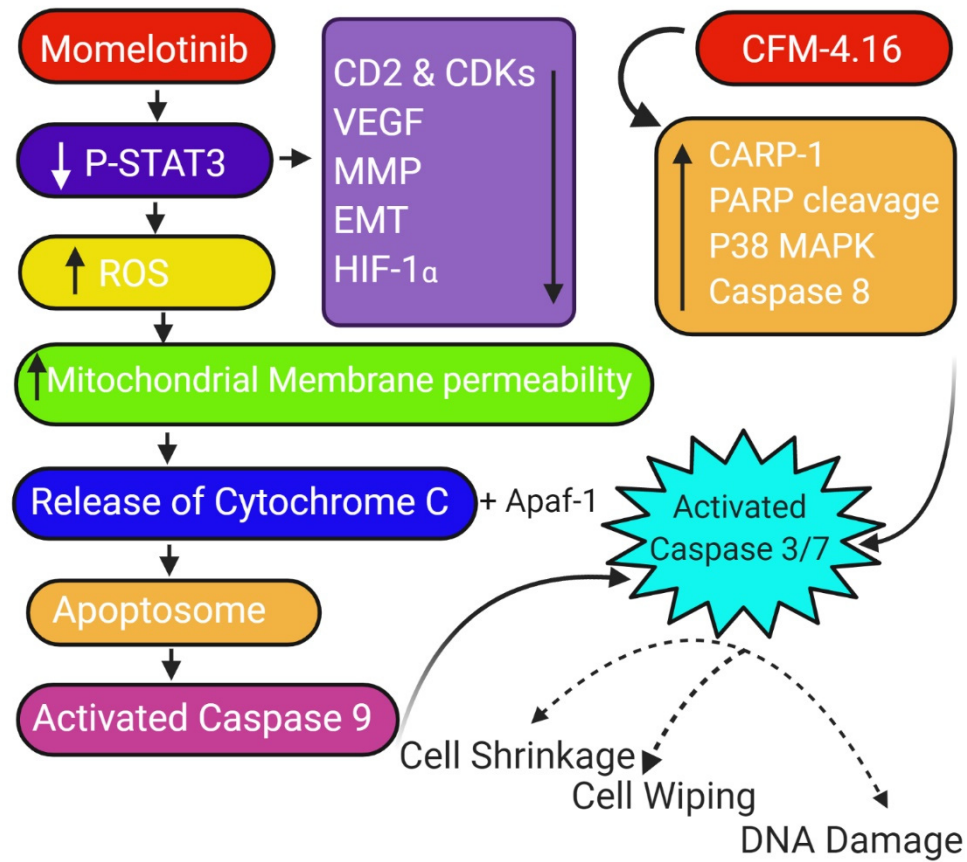 Momelotinib
↓ P-STAT3
↑ ROS
CD2 & CDKs
VEGF
MMP
EMT
HIF-1α
CFM-4.16
CARP-1
PARP cleavage
P38 MAPK
Caspase 8
↑ Mitochondrial Membrane permeability
Release of Cytochrome C
+ Apaf-1
Apoptosome
Activated Caspase 9
Activated
Caspase 3/7
Cell Shrinkage
Cell Wiping
DNA Damage